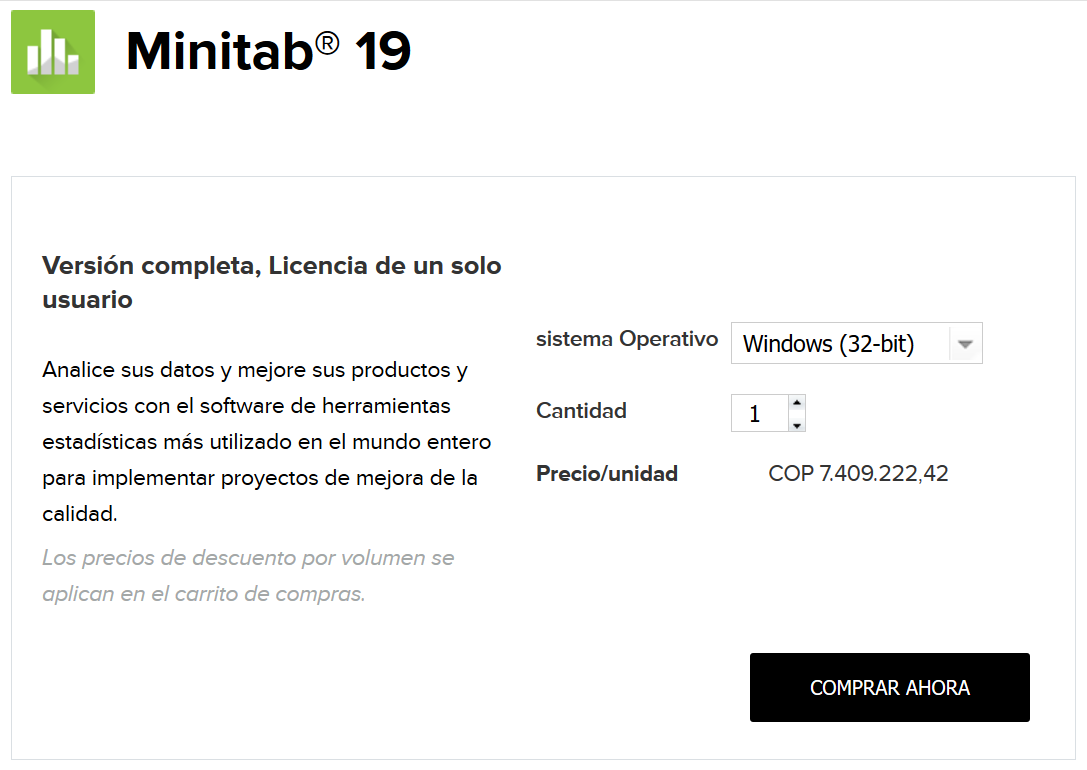 Minitab® 19
Versión completa, Licencia de un solo
usuario
Analice sus datos y mejore sus productos y
servicios con el software de herramientas
estadísticas más utilizado en el mundo entero
para implementar proyectos de mejora de la
calidad.
Los precios de descuento por volumen se
aplican en el carrito de compras.
sistema Operativo Windows (32-bit)
Cantidad 1
Precio/unidad COP 7.409.222,42
COMPRAR AHORA